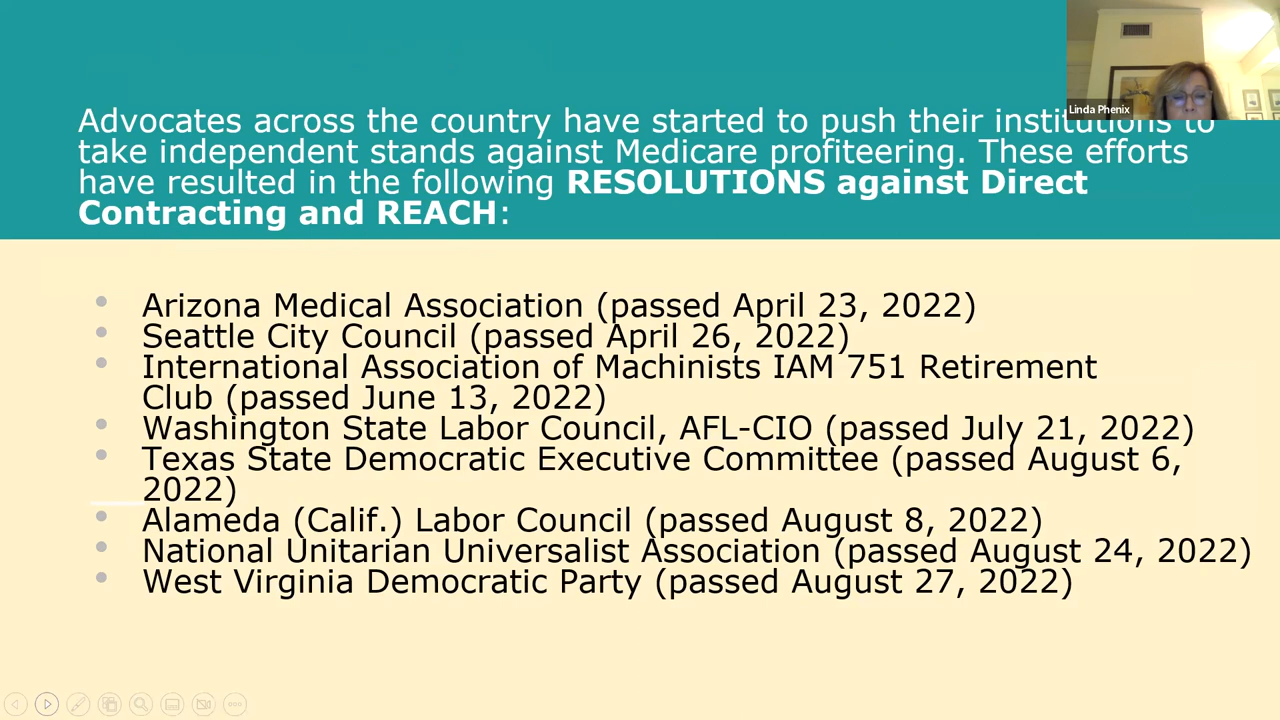 Linda Phenix
Advocates across the country have started to push their institutions to
take independent stands against Medicare profiteering. These efforts
have resulted in the following RESOLUTIONS against Direct
Contracting and REACH:
• Arizona Medical Association (passed April 23, 2022)
• Seattle City Council (passed April 26, 2022)
• International Association of Machinists IAM 751 Retirement
Club (passed June 13, 2022)
• Washington State Labor Council, AFL-CIO (passed July 21, 2022)
• Texas State Democratic Executive Committee (passed August 6,
2022)
• Alameda (Calif.) Labor Council (passed August 8, 2022)
• National Unitarian Universalist Association (passed August 24, 2022)
• West Virginia Democratic Party (passed August 27, 2022)